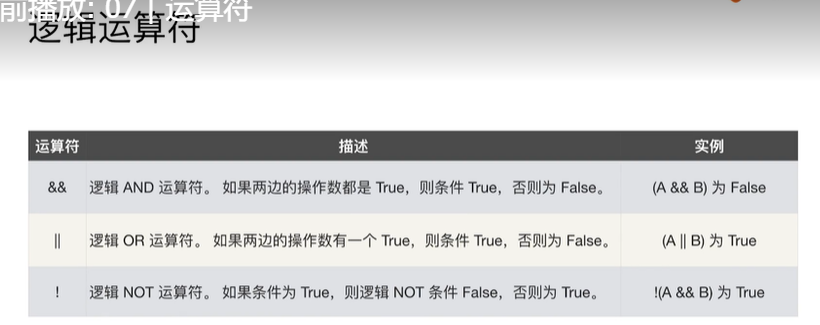 前播放: 07 | 运算符
逻辑运算符
运算符 描述 实例
&& 逻辑 AND 运算符。 如果两边的操作数都是 True，则条件 True，否则为 False。 (A && B) 为 False
|| 逻辑 OR 运算符。 如果两边的操作数有一个 True，则条件 True，否则为 False。 (A || B) 为 True
! 逻辑 NOT 运算符。 如果条件为 True，则逻辑 NOT 条件 False，否则为 True。 !(A && B) 为 True